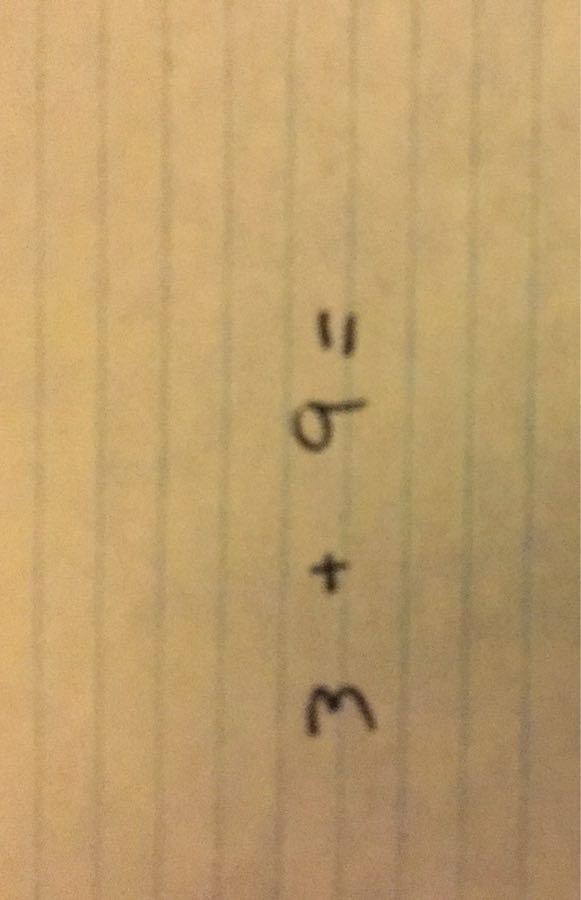 3 + 9 =